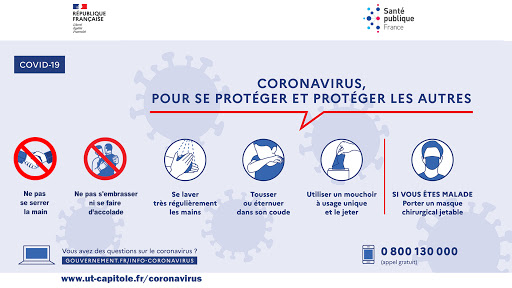 RÉPUBLIQUE
FRANÇAISE
Liberté
Égalité
Fraternité
Santé
publique
France
COVID-19
CORONAVIRUS,
POUR SE PROTÉGER ET PROTÉGER LES AUTRES
Ne pas
se serrer
la main
Ne pas s'embrasser
ni se faire
d'accolade
Se laver
très régulièrement
les mains
Tousser
ou éternuer
dans son coude
Utiliser un mouchoir
à usage unique
et le jeter
SI VOUS ÊTES MALADE
Porter un masque
chirurgical jetable
Vous avez des questions sur le coronavirus ?
GOUVERNEMENT.FR/INFO-CORONAVIRUS
0 800 130 000
(appel gratuit)
www.ut-capitole.fr/coronavirus